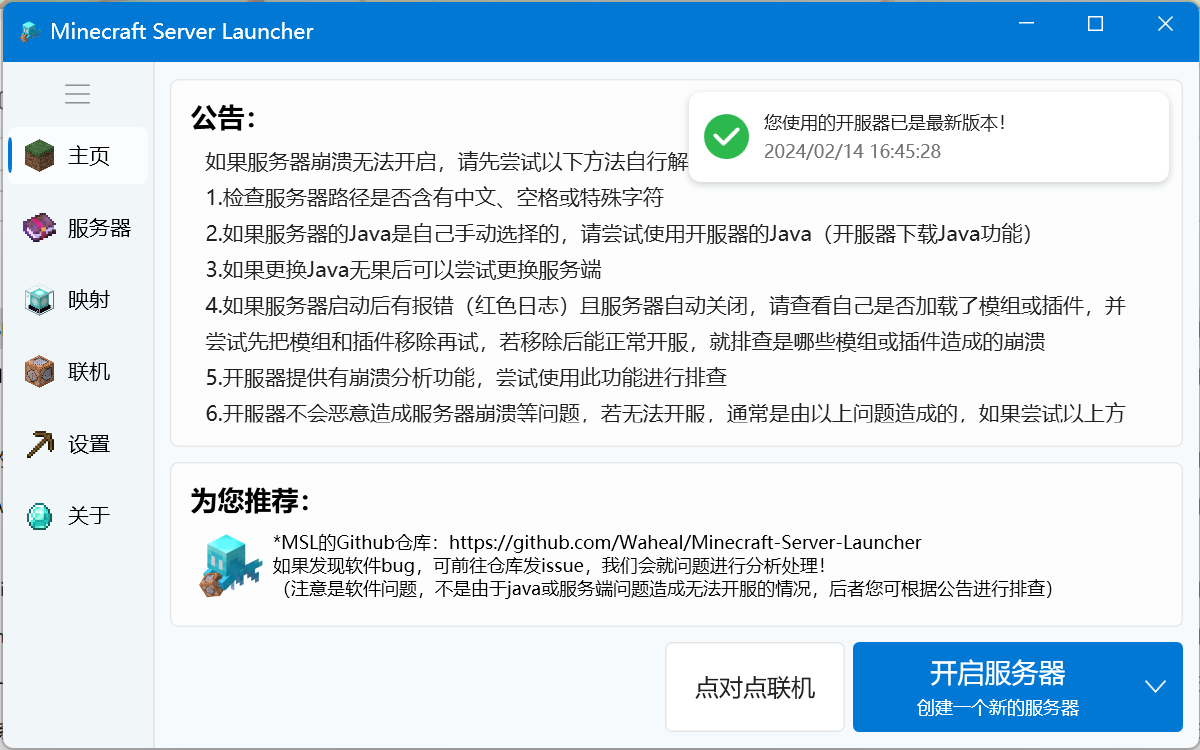 Minecraft Server Launcher
主页
服务器
映射
联机
设置
关于
公告：
如果服务器崩溃无法开启，请先尝试以下方法自行解
1.检查服务器路径是否含有中文、空格或特殊字符
2.如果服务器的Java是自己手动选择的，请尝试使用开服器的Java（开服器下载Java功能）
3.如果更换Java无果后可以尝试更换服务端
4.如果服务器启动后有报错（红色日志）且服务器自动关闭，请查看自己是否加载了模组或插件，并
尝试先把模组和插件移除再试，若移除后能正常开服，就排查是哪些模组或插件造成的崩溃
5.开服器提供有崩溃分析功能，尝试使用此功能进行排查
6.开服器不会恶意造成服务器崩溃等问题，若无法开服，通常是由以上问题造成的，如果尝试以上方
您使用的开服器已是最新版本！
2024/02/14 16:45:28
为您推荐：
*MSL的Github仓库：https://github.com/Waheal/Minecraft-Server-Launcher
如果发现软件bug，可前往仓库发issue，我们会就问题进行分析处理！
（注意是软件问题，不是由于java或服务端问题造成无法开服的情况，后者您可根据公告进行排查）
点对点联机
开启服务器
创建一个新的服务器